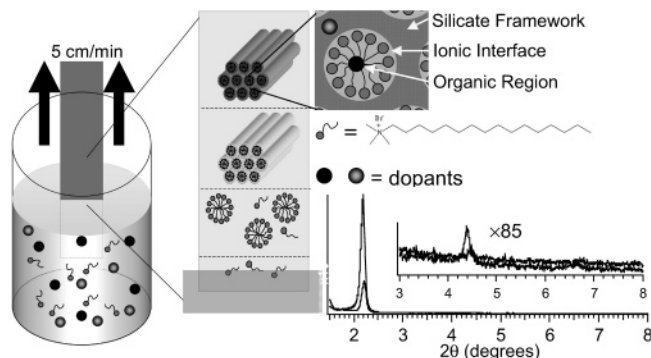 5 cm/min
Silicate Framework
Ionic Interface
Organic Region
Br⁻
N
+
=
= dopants
×85
3 4 5 6 7 8
2 3 4 5 6 7 8
2θ (degrees)